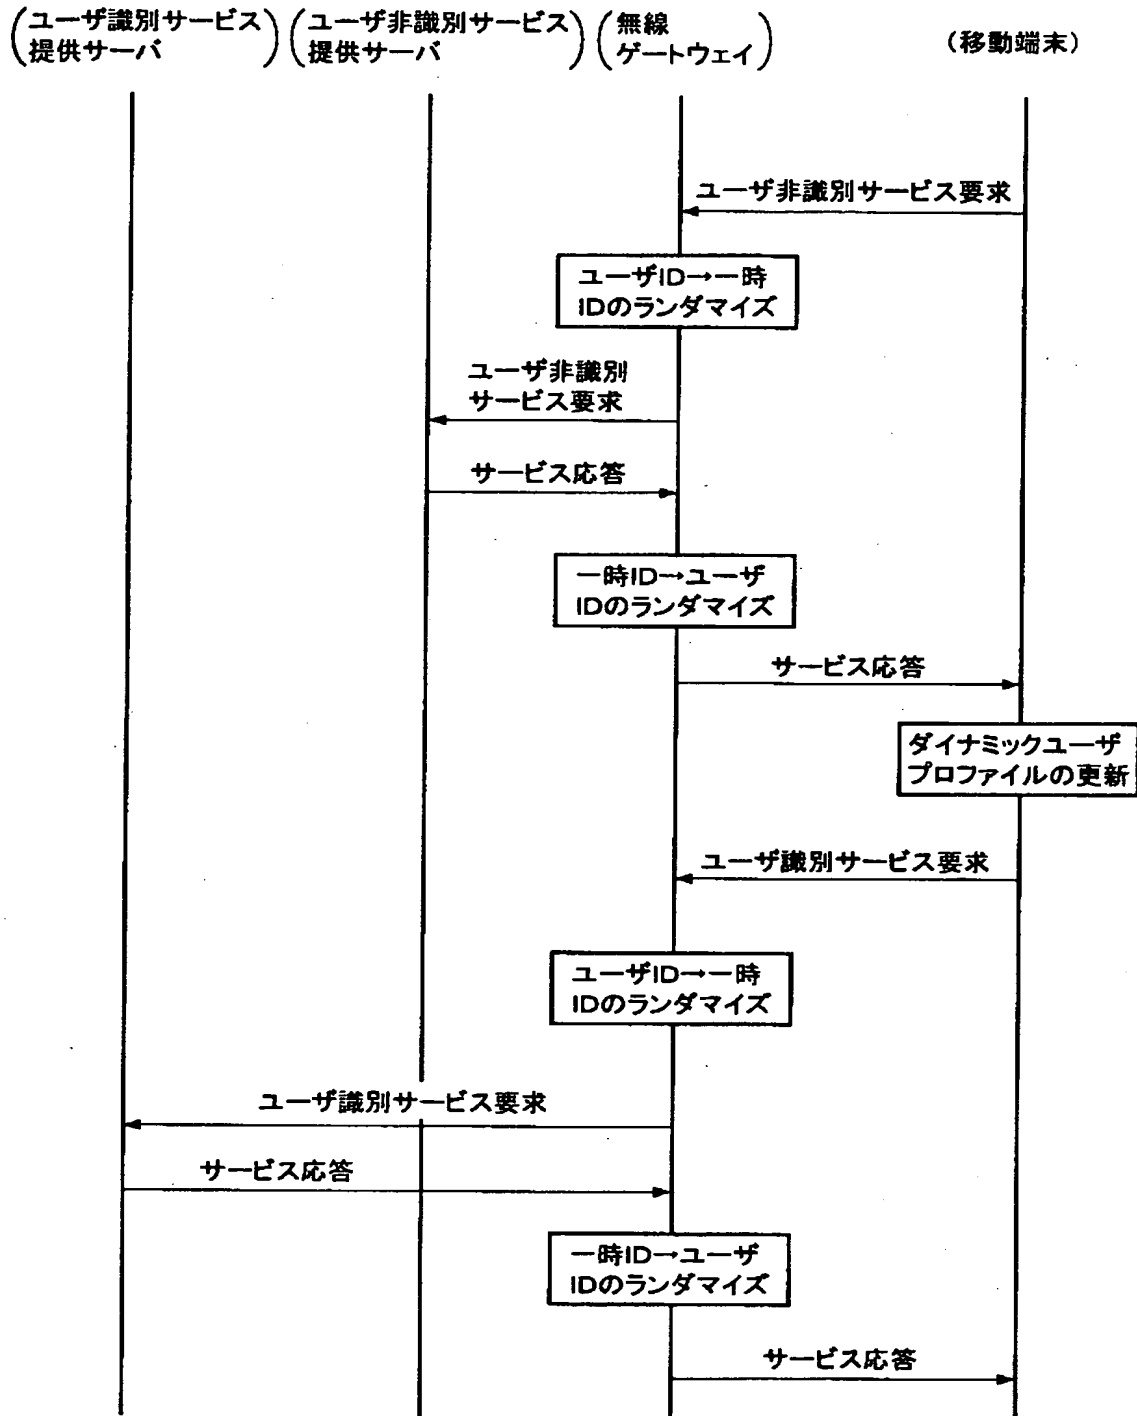 (ユーザ識別サービス
提供サーバ)
(ユーザ非識別サービス
提供サーバ)
(無線
ゲートウェイ)
(移動端末)
ユーザ非識別サービス要求
ユーザID→一時
IDのランダマイズ
ユーザ非識別
サービス要求
サービス応答
一時ID→ユーザ
IDのランダマイズ
サービス応答
ダイナミックユーザ
プロファイルの更新
ユーザ識別サービス要求
ユーザID→一時
IDのランダマイズ
ユーザ識別サービス要求
サービス応答
一時ID→ユーザ
IDのランダマイズ
サービス応答